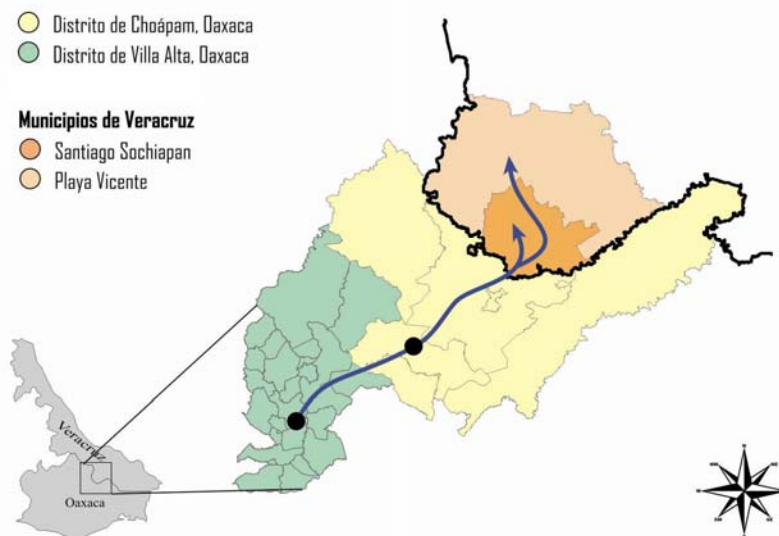 Distrito de Choápam, Oaxaca
Distrito de Villa Alta, Oaxaca
Municipios de Veracruz
Santiago Sochiapan
Playa Vicente
Veracruz
Oaxaca
N
E
S